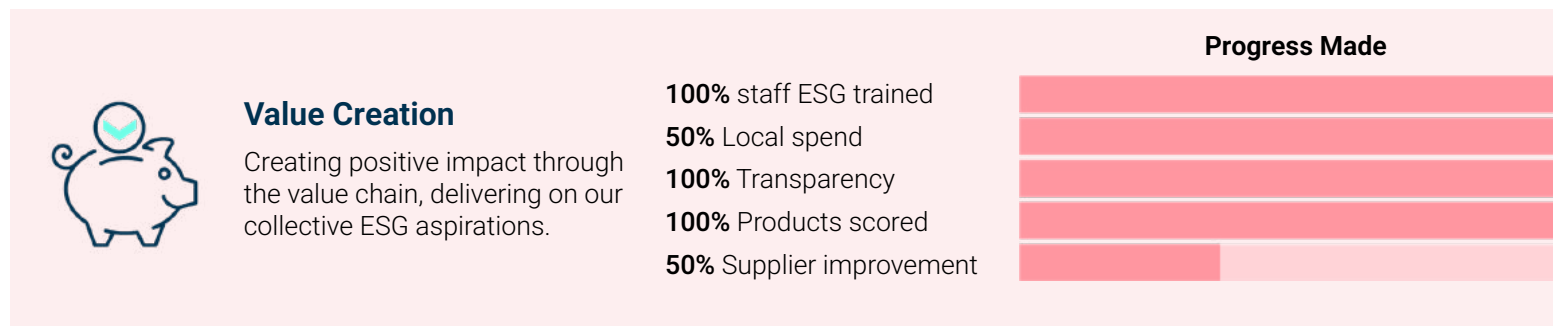 Progress Made
Value Creation
Creating positive impact through
the value chain, delivering on our
collective ESG aspirations.
100% staff ESG trained
50% Local spend
100% Transparency
100% Products scored
50% Supplier improvement